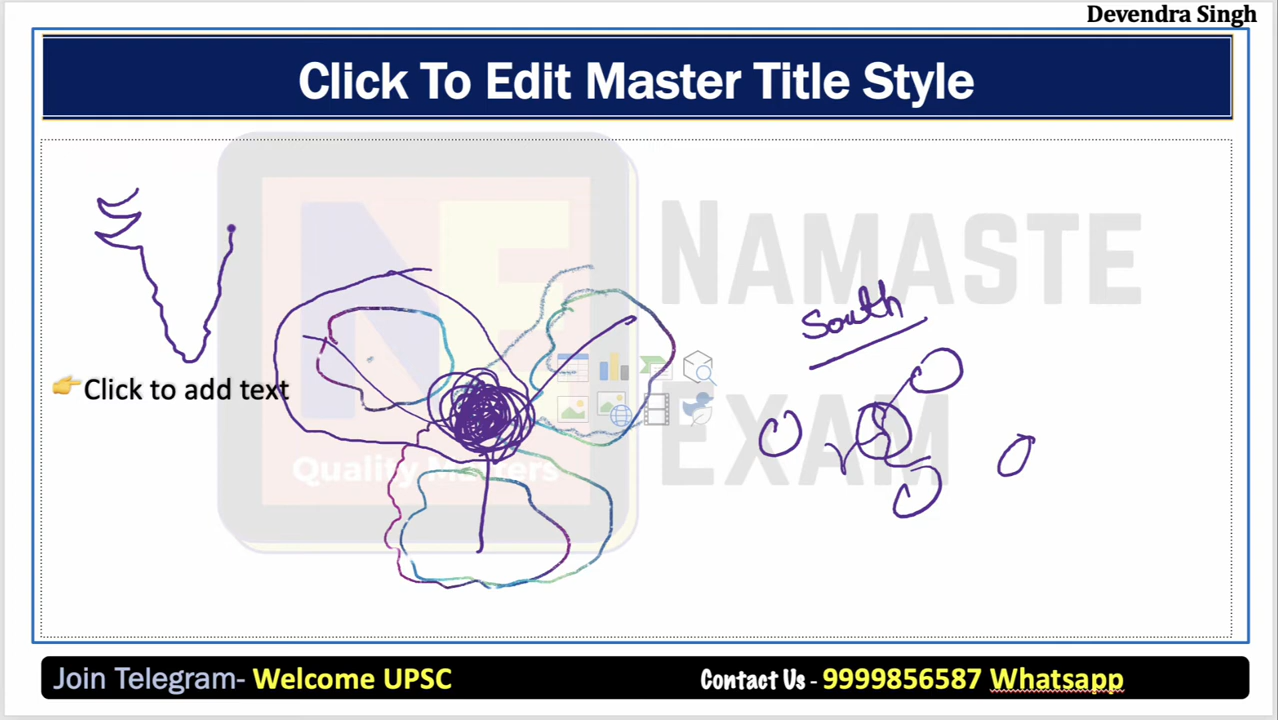 Devendra Singh
Click To Edit Master Title Style
NAMASTE
South
👉Click to add text
EXAM
Quality Matters
Join Telegram- Welcome UPSC
Contact Us - 9999856587 Whatsapp